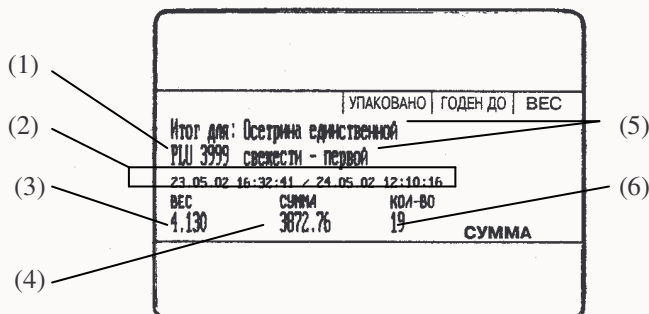 (1)
УПАКОВАНО ГОДЕН ДО ВЕС
(2)
Итог для: Осетрина единственной
(5)
PLU 3999 свежести - первой
23.05.02 16:32:41 / 24.05.02 12:10:16
(3)
ВЕС СУММА КОЛ-ВО
(6)
4.130 3872.76 19
СУММА
(4)